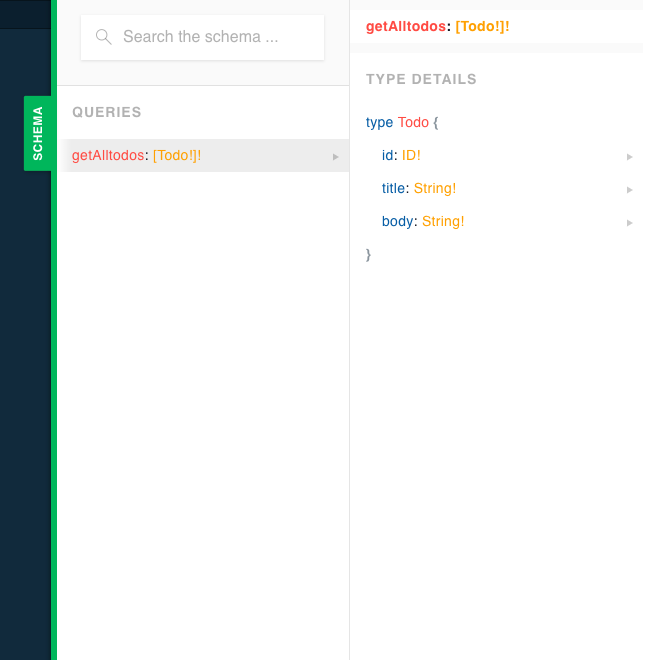 SCHEMA
Search the schema ...
QUERIES
getAlltodos: [Todo!]!
getAlltodos: [Todo!]!
TYPE DETAILS
type Todo {
id: ID!
title: String!
body: String!
}